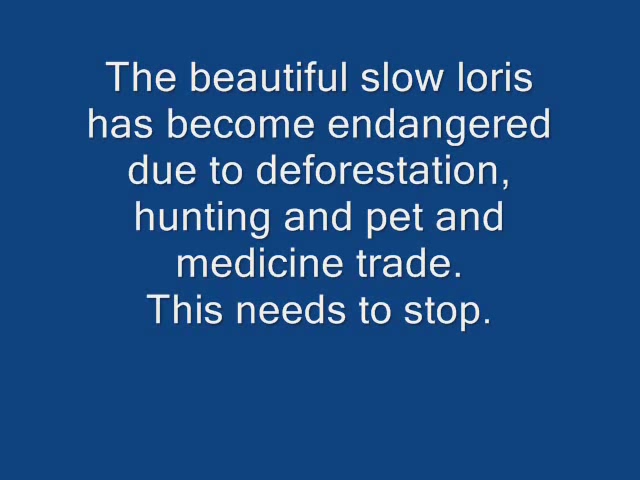 The beautiful slow loris
has become endangered
due to deforestation,
hunting and pet and
medicine trade.
This needs to stop.